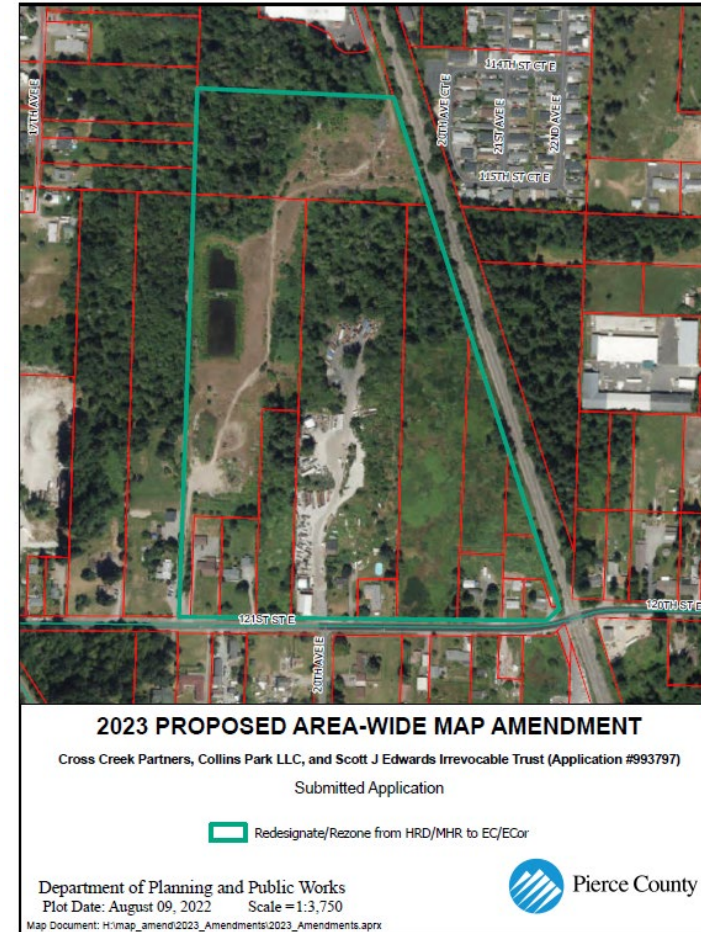 114TH ST CT E
17TH AVE E
20TH AVE CT E
21ST AVE E
22ND AVE E
115TH ST CT E
121ST ST E
120TH ST E
20TH AVE E
2023 PROPOSED AREA-WIDE MAP AMENDMENT
Cross Creek Partners, Collins Park LLC, and Scott J Edwards Irrevocable Trust (Application #993797)
Submitted Application
Redesignate/Rezone from HRD/MHR to EC/ECor
Department of Planning and Public Works
Plot Date: August 09, 2022 Scale =1:3,750
Map Document: H:\map_amend\2023_Amendments\2023_Amendments.aprx
Pierce County